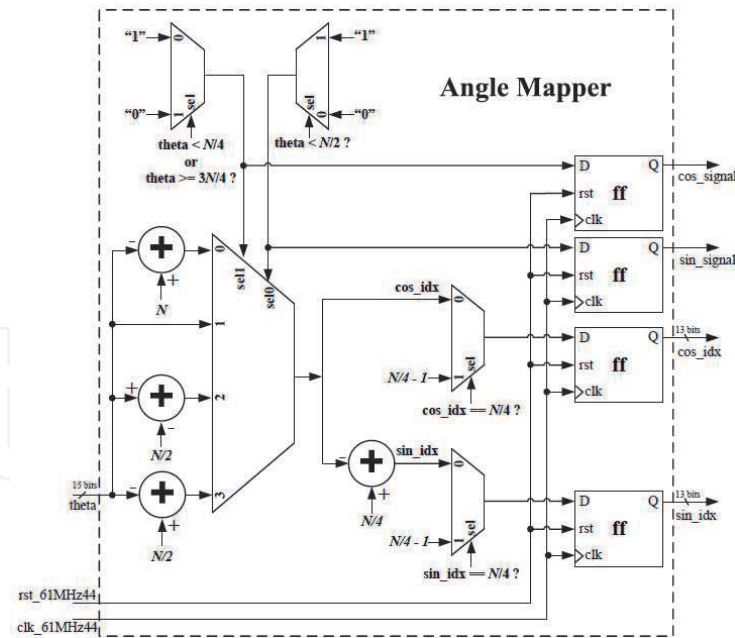 “1”
0
1
“1”
“0”
1
sel
sel
0
“0”
Angle Mapper
theta < N/4
or
theta >= 3N/4 ?
theta < N/2 ?
D
Q
rst
ff
clk
cos_signal
D
Q
rst
ff
clk
sin_signal
–
+
+
N
0
sel1
sel0
1
+
+
–
N/2
2
–
+
+
N/2
3
15 bits
theta
cos_idx
0
N/4 - 1
1
sel
cos_idx == N/4 ?
D
Q
rst
ff
clk
13 bits
cos_idx
–
+
+
N/4
sin_idx
0
N/4 - 1
1
sel
sin_idx == N/4 ?
D
Q
rst
ff
clk
13 bits
sin_idx
rst_61MHz44
clk_61MHz44